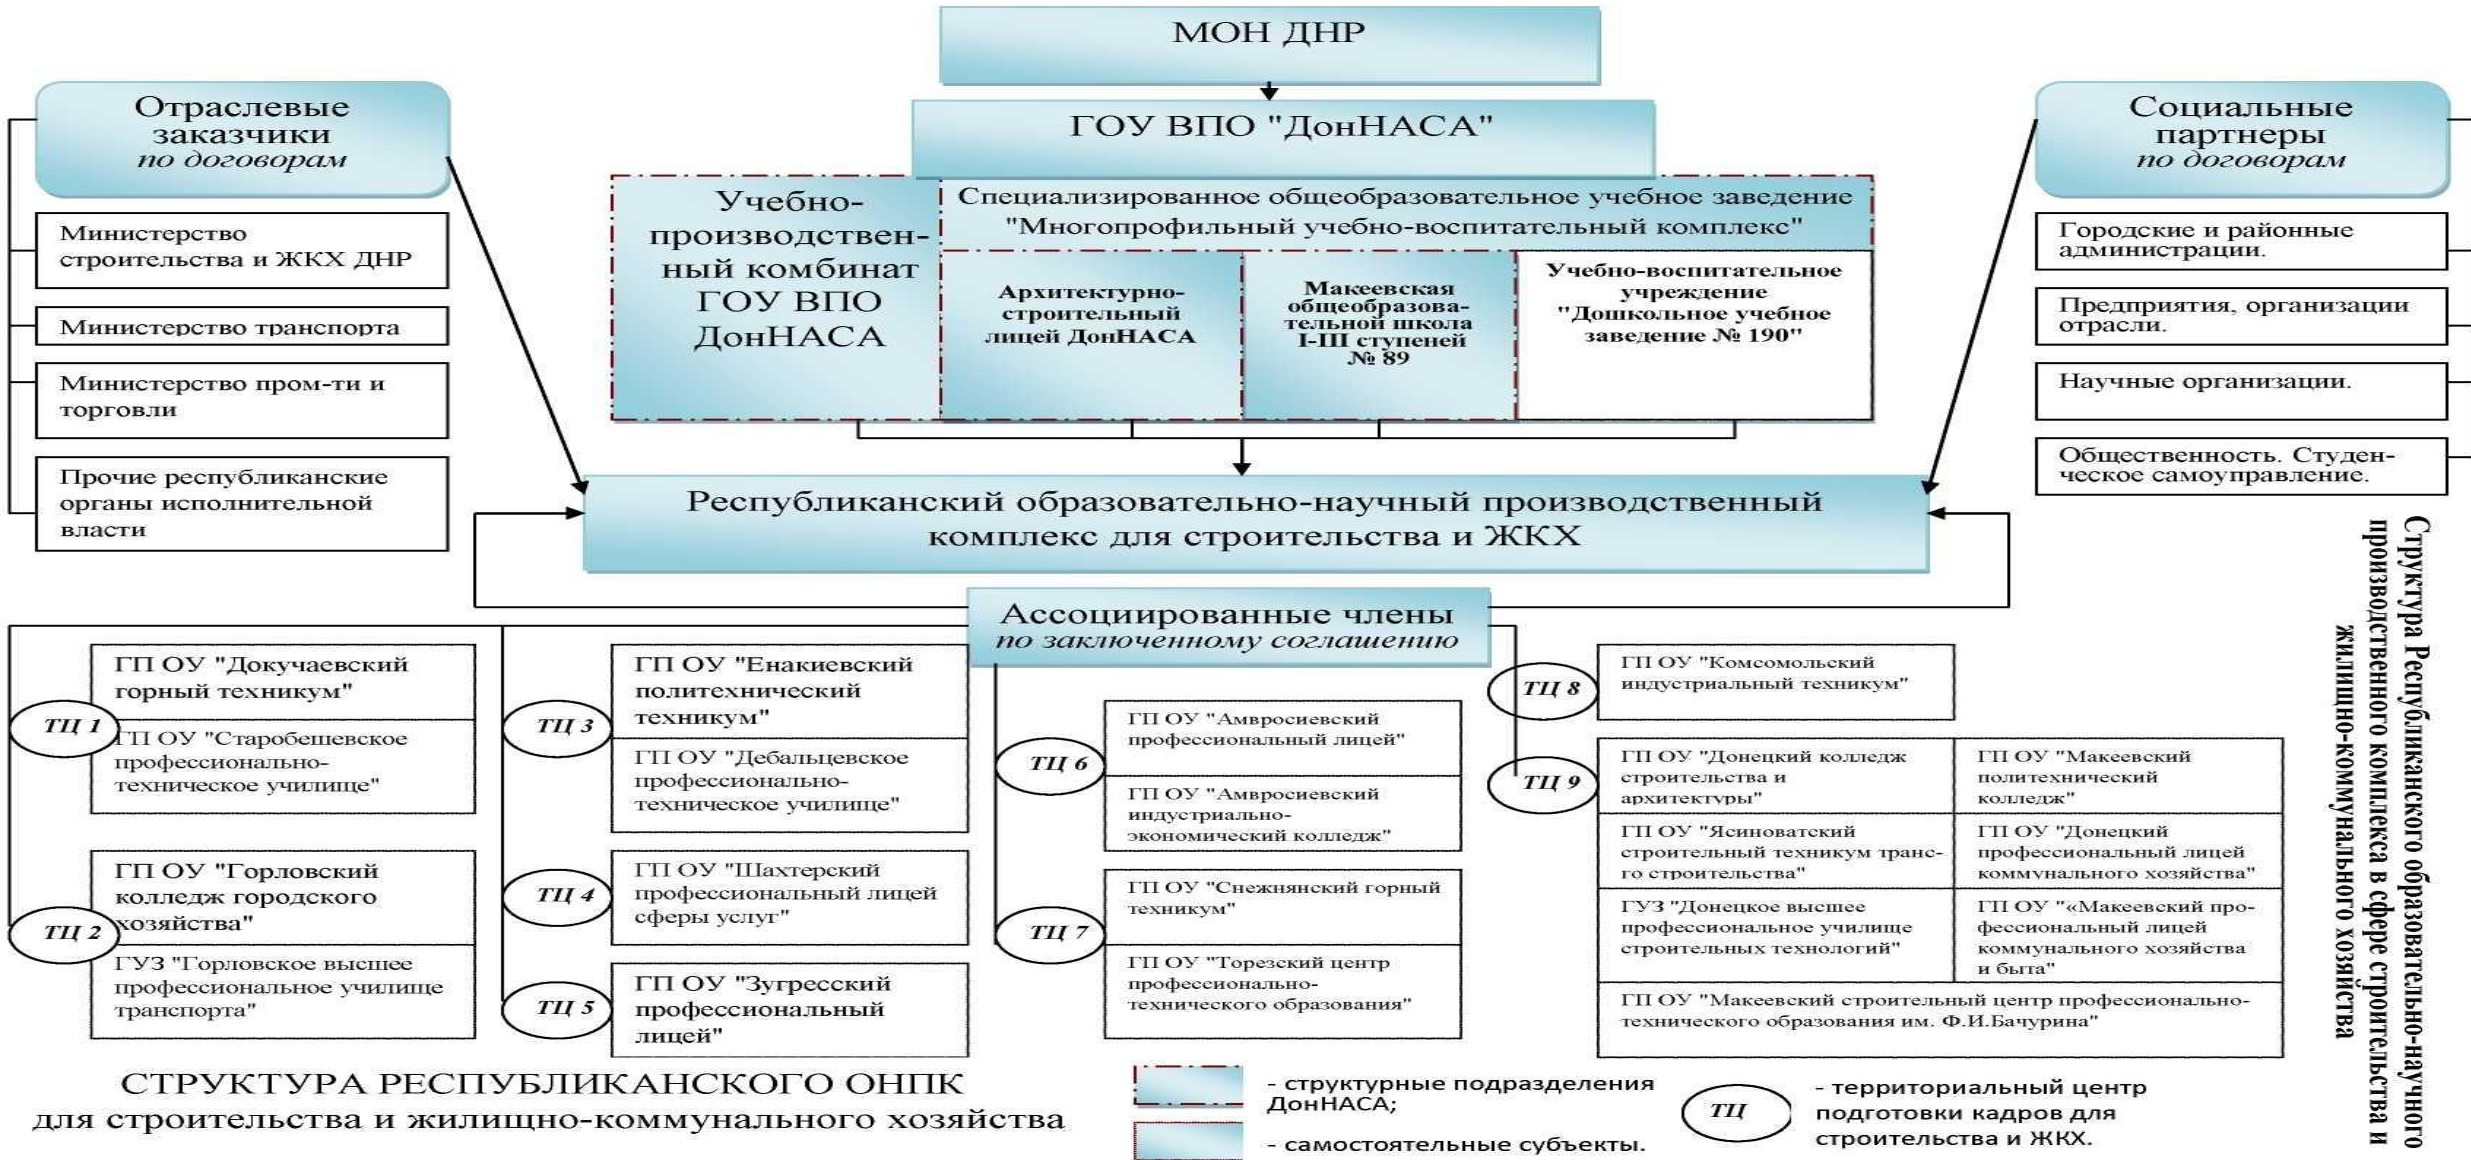 МОН ДНР
ГОУ ВПО "ДонНАСА"
Отраслевые
заказчики
по договорам
Министерство
строительства и ЖКХ ДНР
Министерство транспорта
Министерство пром-ти и
торговли
Прочие республиканские
органы исполнительной
власти
Учебно-
производствен-
ный комбинат
ГОУ ВПО
ДонНАСА
Специализированное общеобразовательное учебное заведение
"Многопрофильный учебно-воспитательный комплекс"
Архитектурно-
строительный
лицей ДонНАСА
Макеевская
общеобразова-
тельной школа
I-III ступеней
№ 89
Учебно-воспитательное
учреждение
"Дошкольное учебное
заведение № 190"
Социальные
партнеры
по договорам
Городские и районные
администрации.
Предприятия, организации
отрасли.
Научные организации.
Общественность. Студен-
ческое самоуправление.
Республиканский образовательно-научный производственный
комплекс для строительства и ЖКХ
Ассоциированные члены
по заключенному соглашению
ТЦ 1
ГП ОУ "Докучаевский
горный техникум"
ГП ОУ "Старобешевское
профессионально-
техническое училище"
ТЦ 2
ГП ОУ "Горловский
колледж городского
хозяйства"
ГУЗ "Горловское высшее
профессиональное училище
транспорта"
ТЦ 3
ГП ОУ "Енакиевский
политехнический
техникум"
ГП ОУ "Дебальцевское
профессионально-
техническое училище"
ТЦ 4
ГП ОУ "Шахтерский
профессиональный лицей
сферы услуг"
ТЦ 5
ГП ОУ "Зугресский
профессиональный
лицей"
ТЦ 6
ГП ОУ "Амвросиевский
профессиональный лицей"
ГП ОУ "Амвросиевский
индустриально-
экономический колледж"
ТЦ 7
ГП ОУ "Снежнянский горный
техникум"
ГП ОУ "Торезский центр
профессионально-
технического образования"
ТЦ 8
ГП ОУ "Комсомольский
индустриальный техникум"
ТЦ 9
ГП ОУ "Донецкий колледж
строительства и
архитектуры"
ГП ОУ "Макеевский
политехнический
колледж"
ГП ОУ "Ясиноватский
строительный техникум транс-
го строительства"
ГП ОУ "Донецкий
профессиональный лицей
коммунального хозяйства"
ГУЗ "Донецкое высшее
профессиональное училище
строительных технологий"
ГП ОУ "«Макеевский про-
фессиональный лицей
коммунального хозяйства
и быта"
ГП ОУ "Макеевский строительный центр профессионально-
технического образования им. Ф.И.Бачурина"
Структура Республиканского образовательно-научного
производственного комплекса в сфере строительства и
жилищно-коммунального хозяйства
СТРУКТУРА РЕСПУБЛИКАНСКОГО ОНПК
для строительства и жилищно-коммунального хозяйства
- структурные подразделения
ДонНАСА;
- самостоятельные субъекты.
ТЦ
- территориальный центр
подготовки кадров для
строительства и ЖКХ.